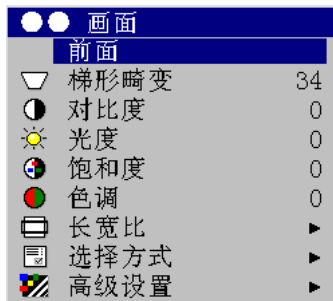 画面
前面
梯形畸变 34
对比度 0
光度 0
饱和度 0
色调 0
长宽比
选择方式
高级设置